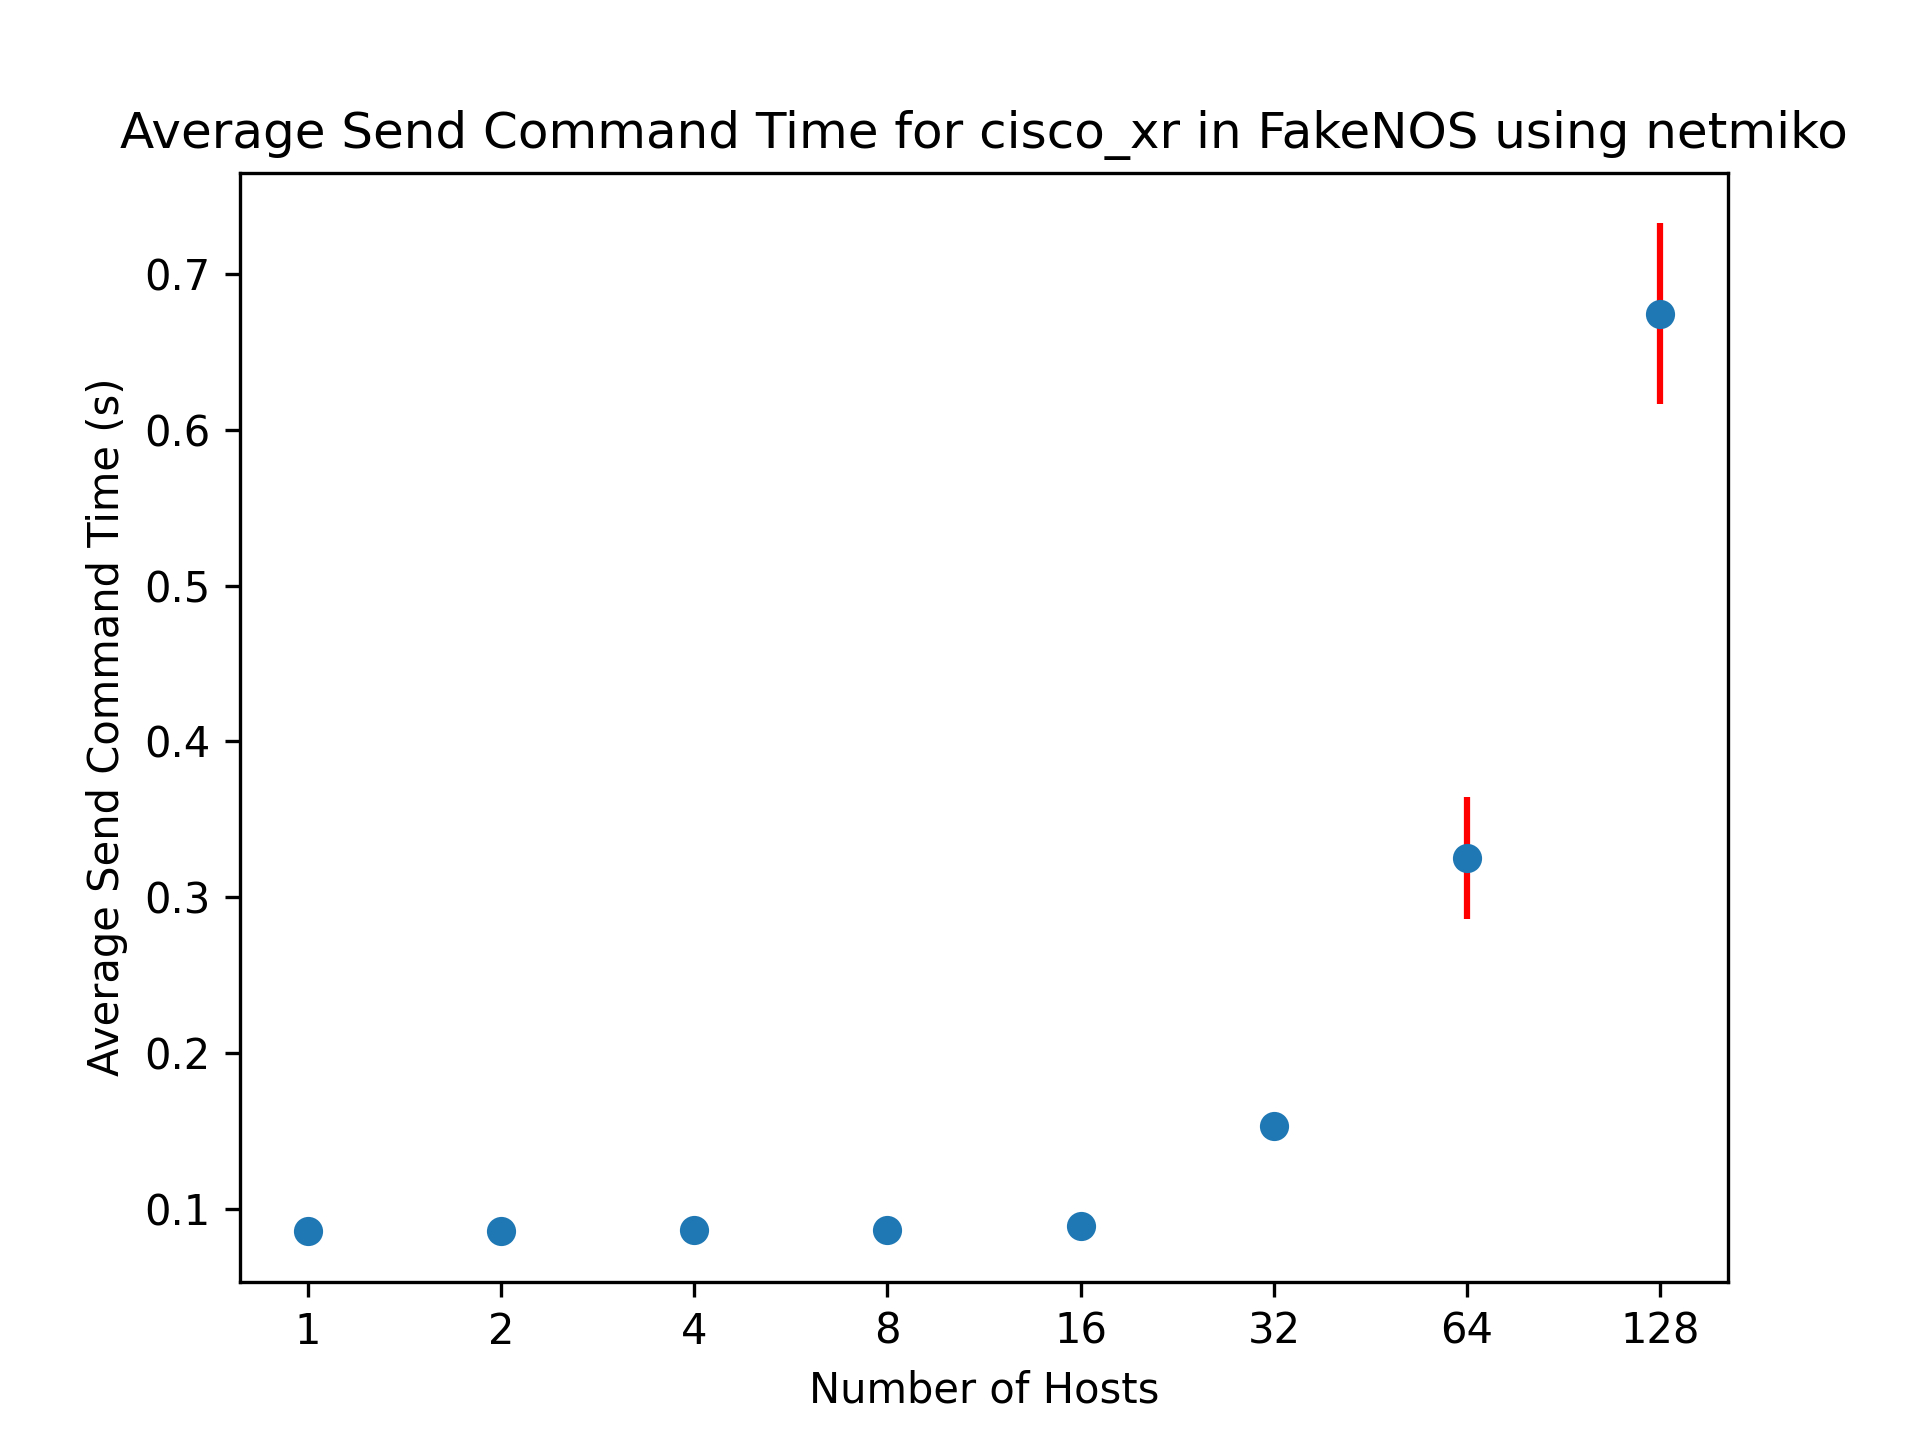 Average Send Command Time for cisco_xr in FakeNOS using netmiko
Average Send Command Time (s)
0.7
0.6
0.5
0.4
0.3
0.2
0.1
1 2 4 8 16 32 64 128
Number of Hosts